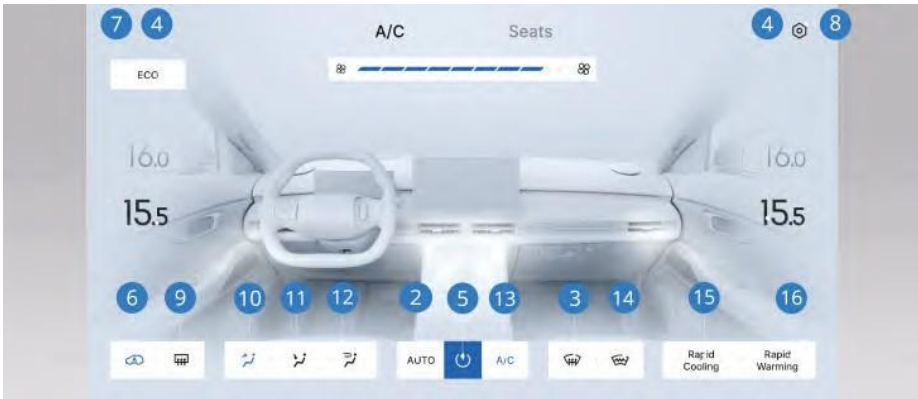 7 4 4 8
A/C Seats
ECO
16.0 16.0
15.5 15.5
6 9 10 11 12 2 5 13 3 14 15 16
AUTO A/C
Rapid Cooling
Rapid Warming